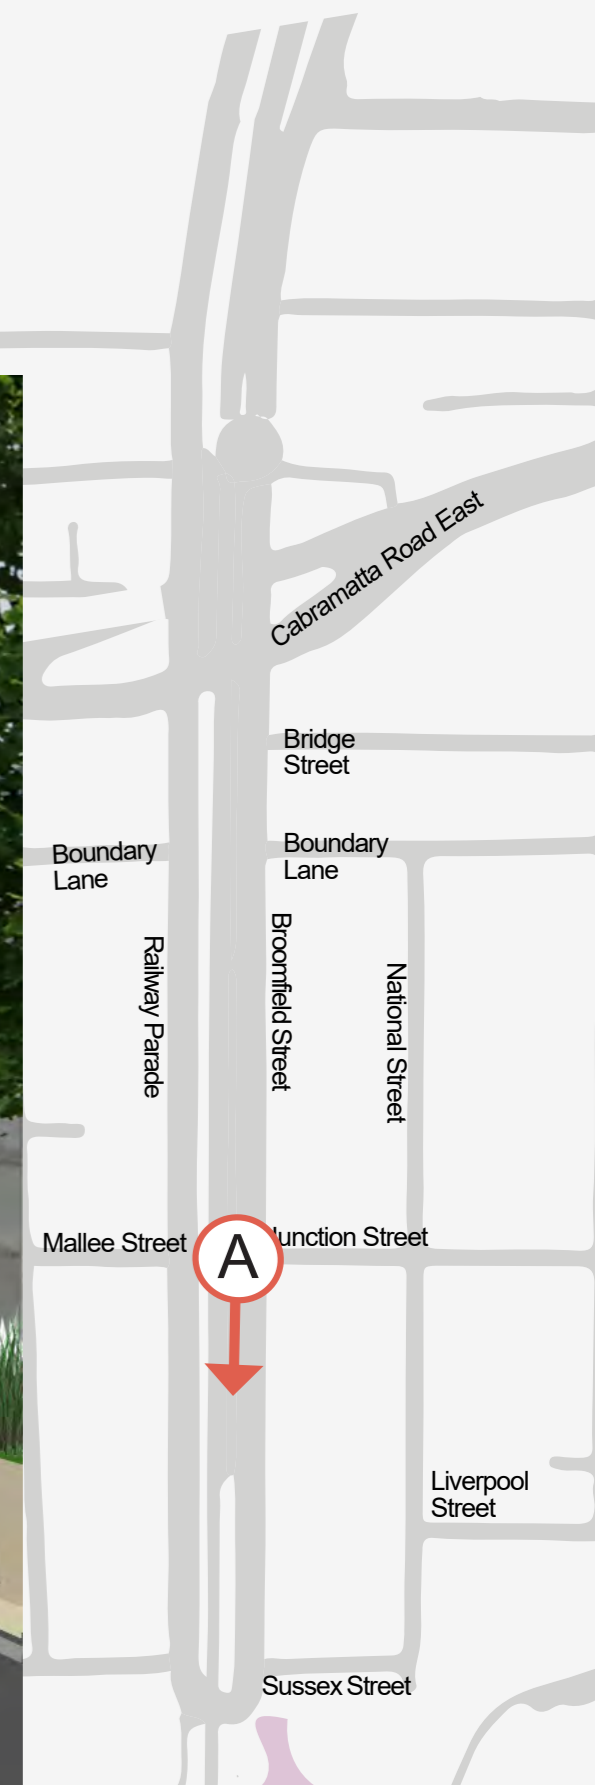 Cabramatta Road East
Bridge
Street
Boundary
Lane
Boundary
Lane
Railway Parade
Broomfield Street
National Street
Mallee Street
A
Junction Street
Liverpool
Street
Sussex Street